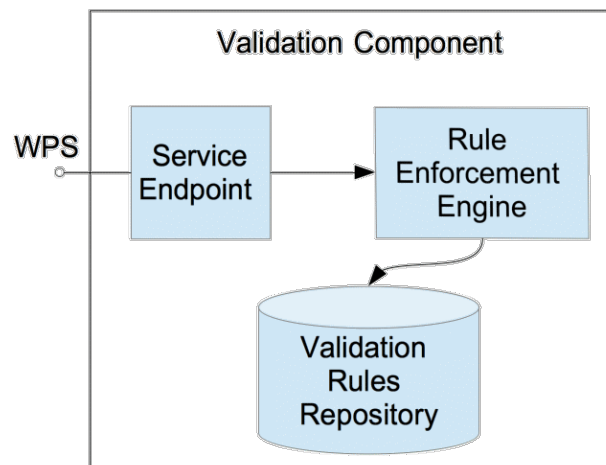 Validation Component
WPS
Service
Endpoint
Rule
Enforcement
Engine
Validation
Rules
Repository